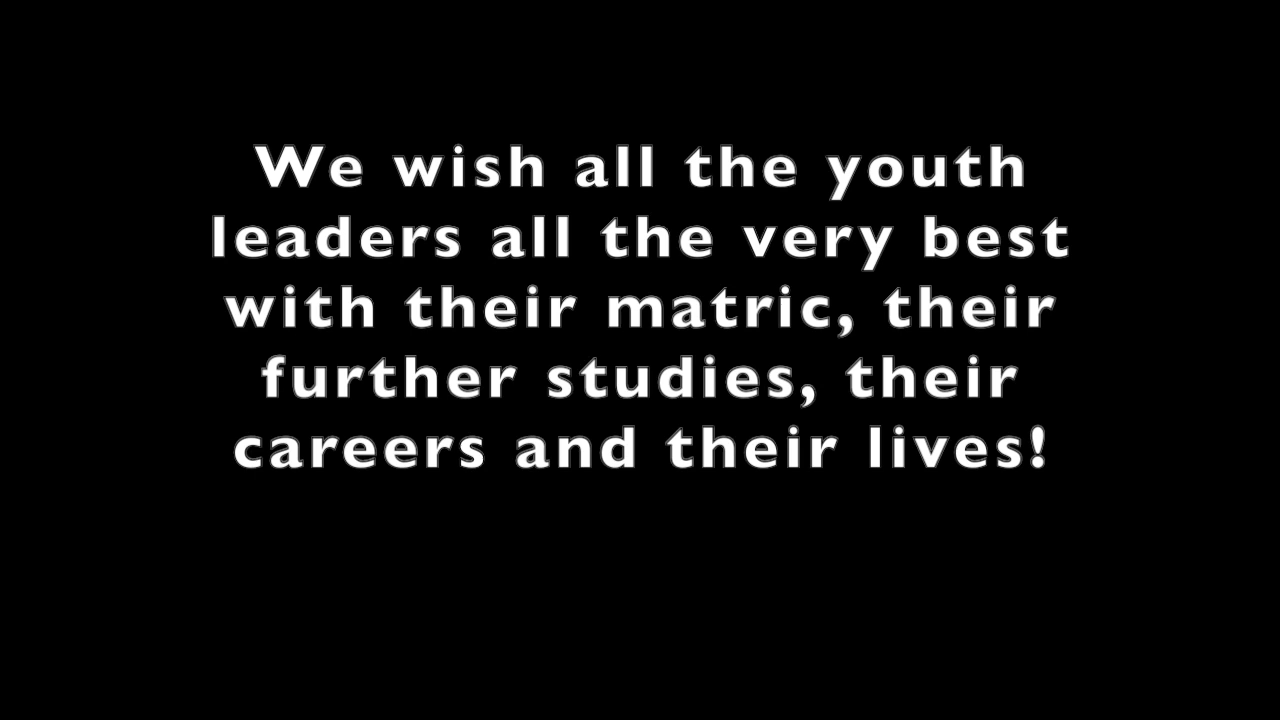 We wish all the youth
leaders all the very best
with their matric, their
further studies, their
careers and their lives!